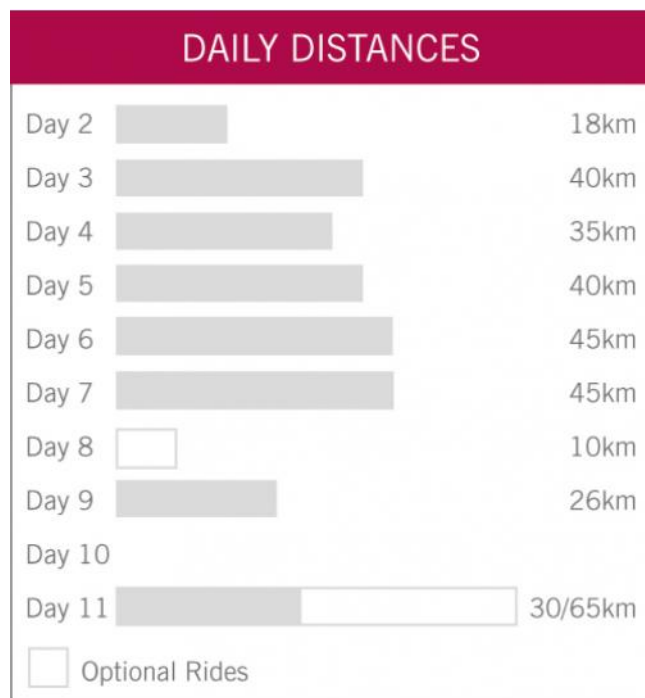 DAILY DISTANCES
Day 2 18km
Day 3 40km
Day 4 35km
Day 5 40km
Day 6 45km
Day 7 45km
Day 8 10km
Day 9 26km
Day 10
Day 11 30/65km
Optional Rides